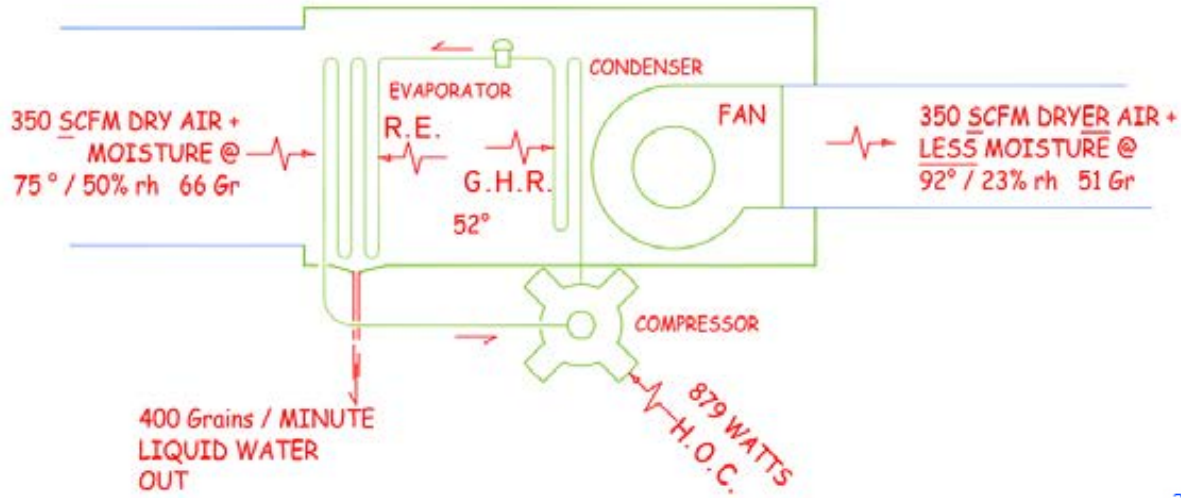 CONDENSER
EVAPORATOR
FAN
350 SCFM DRY AIR +
MOISTURE @
75 ° / 50% rh 66 Gr
R.E.
G.H.R.
52°
350 SCFM DRYER AIR +
LESS MOISTURE @
92° / 23% rh 51 Gr
COMPRESSOR
400 Grains / MINUTE
LIQUID WATER
OUT
879 WATTS
H.O.C.